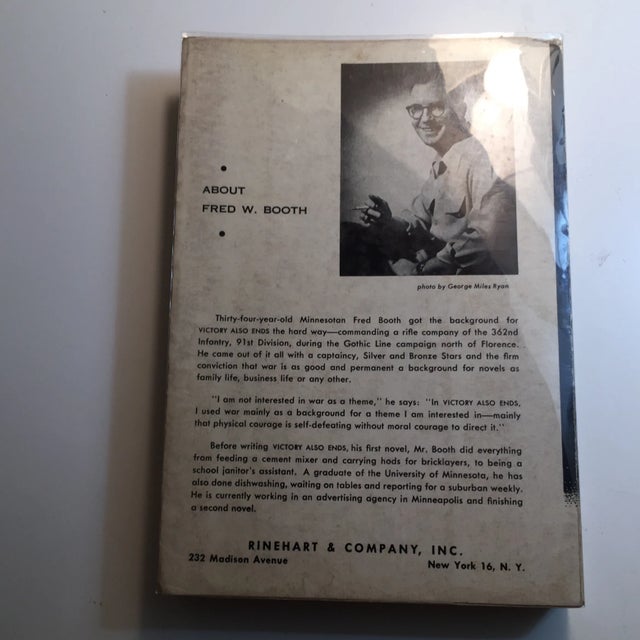 ABOUT
FRED W. BOOTH
photo by George Miles Ryan
Thirty-four-year-old Minnesotan Fred Booth got the background for
VICTORY ALSO ENDS the hard way—commanding a rifle company of the 362nd
Infantry, 91st Division, during the Gothic Line campaign north of Florence.
He came out of it all with a captaincy, Silver and Bronze Stars and the firm
conviction that war is as good and permanent a background for novels as
family life, business life or any other.
"I am not interested in war as a theme," he says: "In VICTORY ALSO ENDS,
I used war mainly as a background for a theme I am interested in—mainly
that physical courage is self-defeating without moral courage to direct it."
Before writing VICTORY ALSO ENDS, his first novel, Mr. Booth did everything
from feeding a cement mixer and carrying hods for bricklayers, to being a
school janitor's assistant. A graduate of the University of Minnesota, he has
also done dishwashing, waiting on tables and reporting for a suburban weekly.
He is currently working in an advertising agency in Minneapolis and finishing
a second novel.
RINEHART & COMPANY, INC.
232 Madison Avenue New York 16, N. Y.